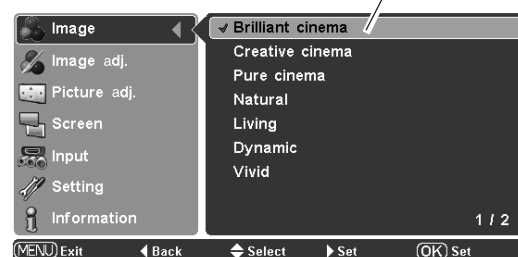 Image
Image adj.
Picture adj.
Screen
Input
Setting
Information
Brilliant cinema
Creative cinema
Pure cinema
Natural
Living
Dynamic
Vivid
1 / 2
MENU Exit Back Select Set OK Set